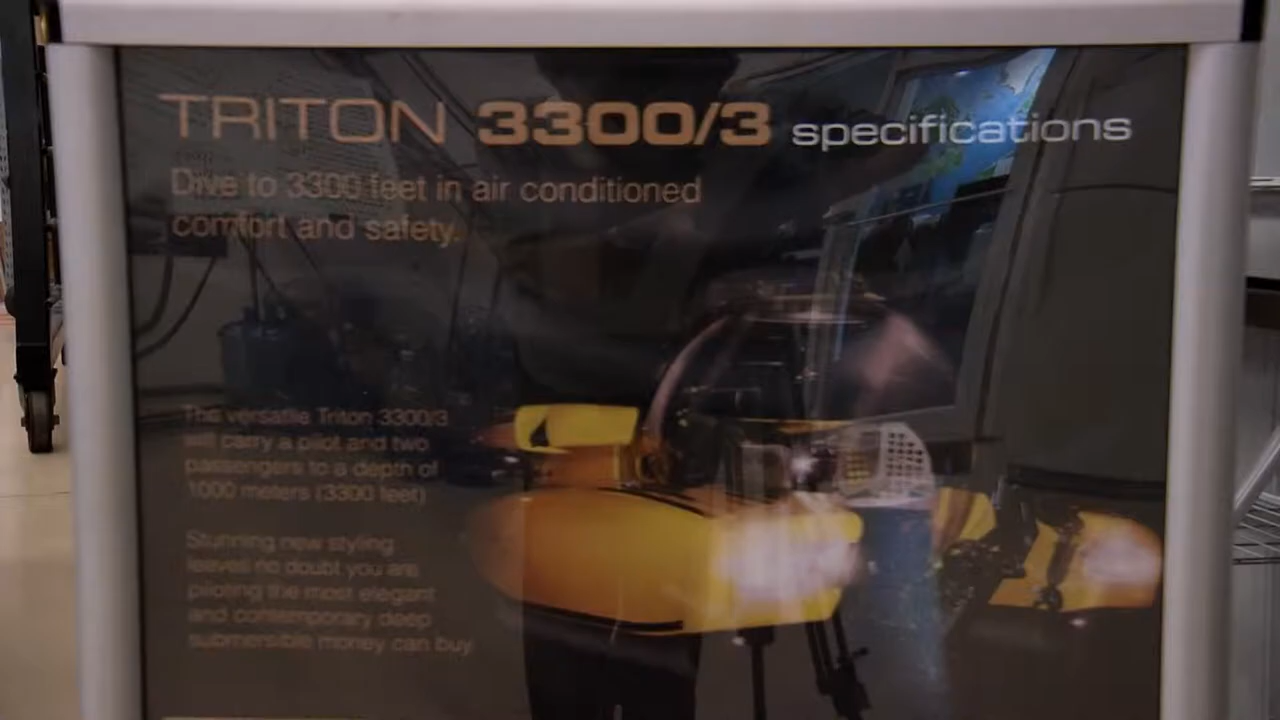 TRITON 3300/3 specifications
Dive to 3300 feet in air conditioned
comfort and safety.
The versatile Triton 3300/3
will carry a pilot and two
passengers to a depth of
1000 meters (3300 feet)
Stunning new styling
leaves no doubt you are
piloting the most elegant
and contemporary deep
submersible money can buy